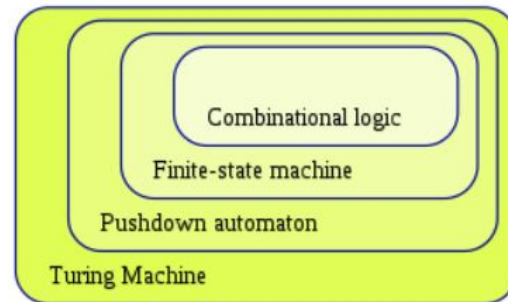 Combinational logic
Finite-state machine
Pushdown automaton
Turing Machine